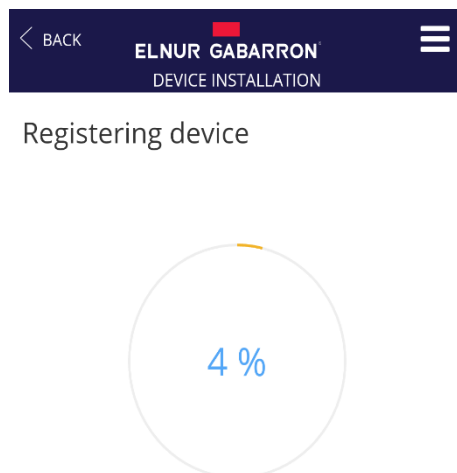 BACK
ELNUR GABARRON
DEVICE INSTALLATION
Registering device
4 %